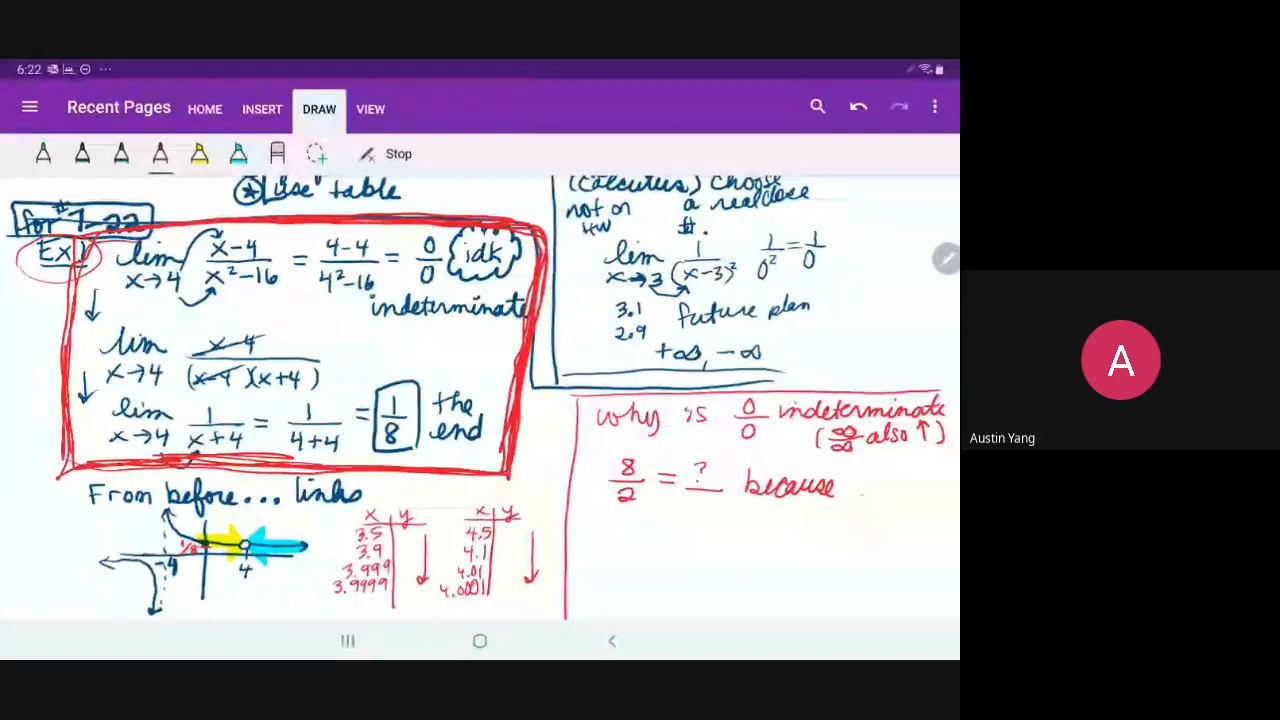 6:22
Recent Pages HOME INSERT DRAW VIEW
Stop
Use table
for #7-22
Ex) lim x→4 x-4 / x²-16 = 4-4 / 4²-16 = 0/0 idk
indeterminate
lim x→4 x-4 / (x-4)(x+4)
lim x→4 1 / x+4 = 1 / 4+4 = 1/8 the end
From before... links
-4 1/8 4
x y
3.5
3.9
3.999
3.9999
x y
4.5
4.1
4.01
4.0001
(calculus) choose
not on HW
a real close #.
lim x→3 1 / (x-3)² 1/0² = 1/0
3.1
2.9
future plan
+∞, -∞
why is 0/0 indeterminate
(∞/∞ also ↑)
8/2 = ? because
Austin Yang
A